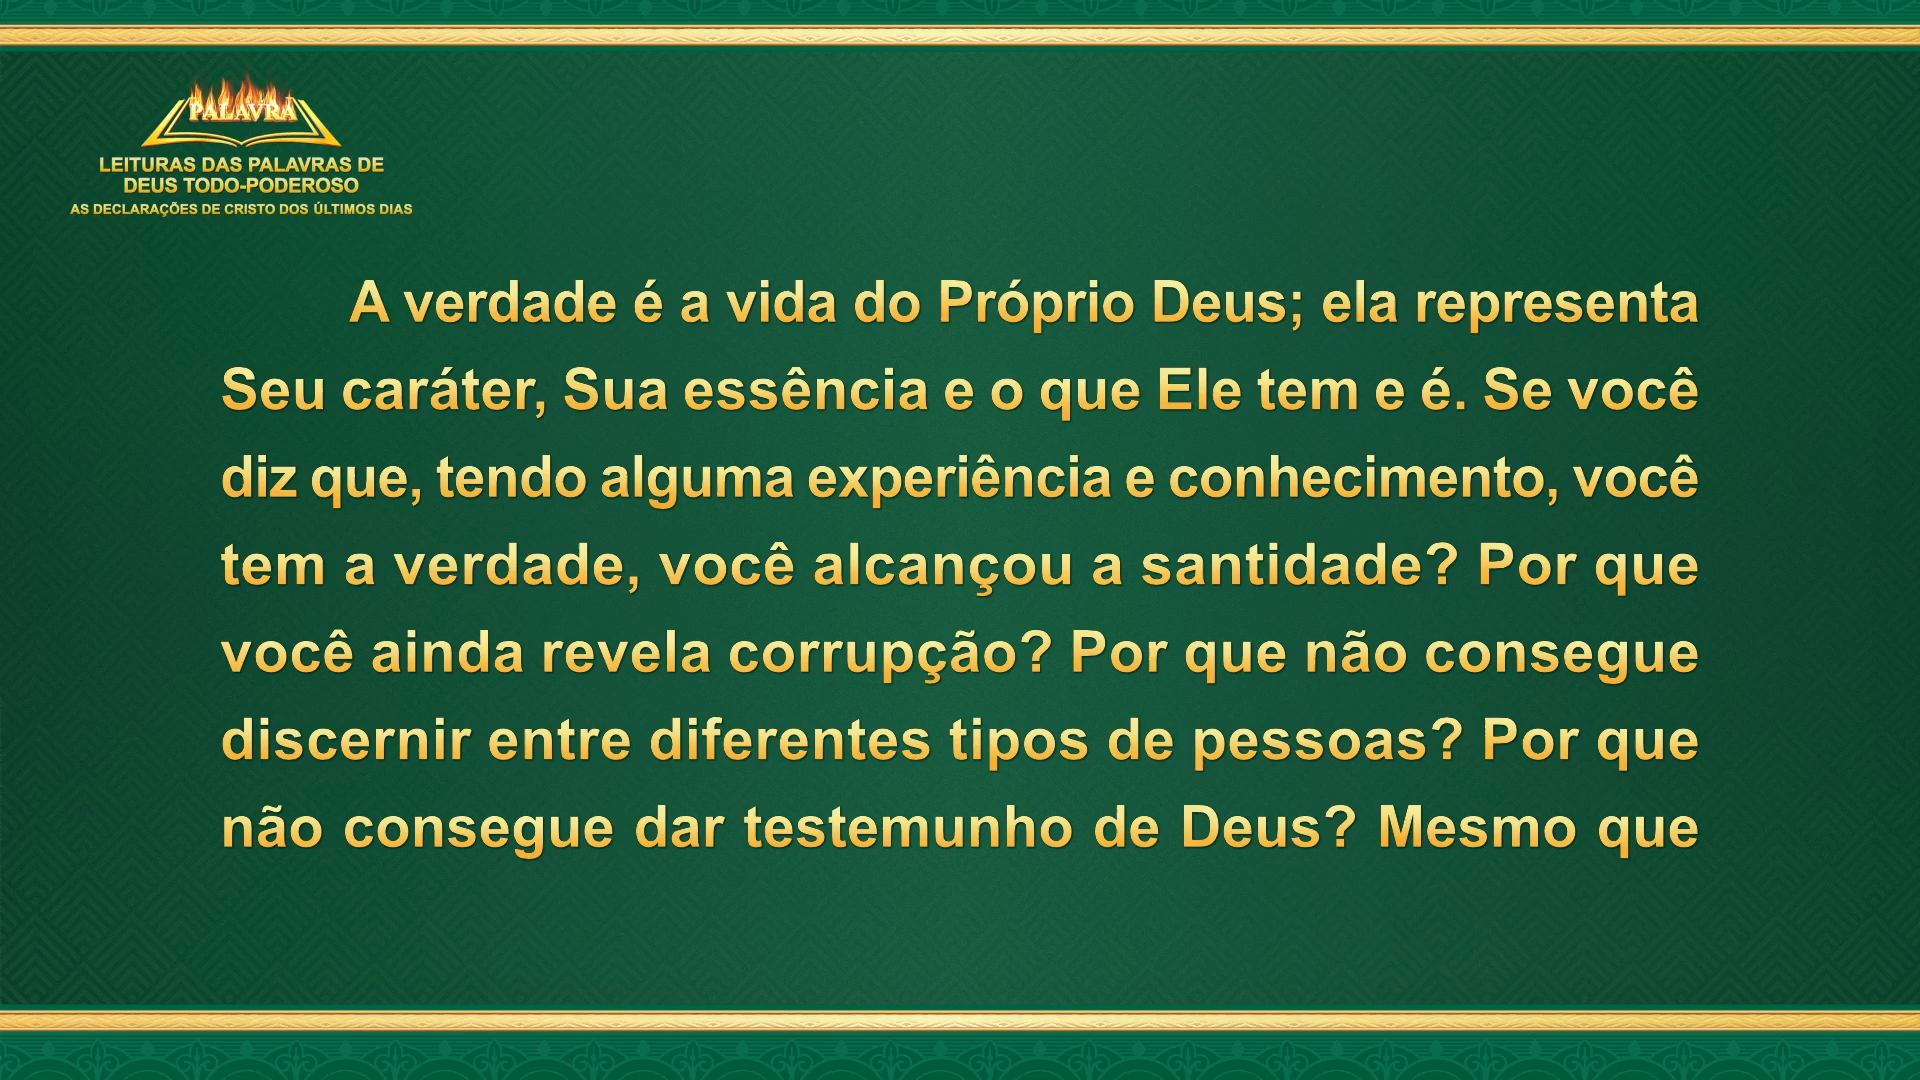 PALAVRA
LEITURAS DAS PALAVRAS DE
DEUS TODO-PODEROSO
AS DECLARAÇÕES DE CRISTO DOS ÚLTIMOS DIAS
A verdade é a vida do Próprio Deus; ela representa
Seu caráter, Sua essência e o que Ele tem e é. Se você
diz que, tendo alguma experiência e conhecimento, você
tem a verdade, você alcançou a santidade? Por que
você ainda revela corrupção? Por que não consegue
discernir entre diferentes tipos de pessoas? Por que
não consegue dar testemunho de Deus? Mesmo que